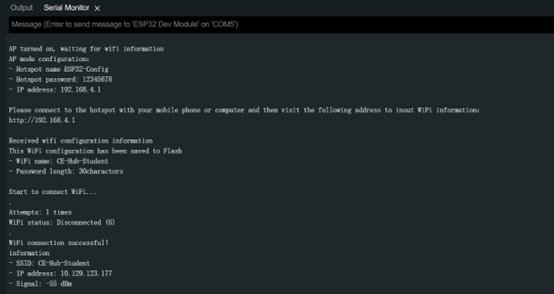 Output Serial Monitor
Message (Enter to send message to 'ESP32 Dev Module' on 'COM5')
AP turned on, waiting for wifi information
AP mode configuration:
- Hotspot name ESP32-Config
- Hotspot password: 12345678
- IP address: 192.168.4.1
Please connect to the hotspot with your mobile phone or computer and then visit the following address to inout WiFi information:
http://192.168.4.1
Received wifi configuration information
This WiFi configuration has been saved to Flash
- WiFi name: CE-Hub-Student
- Password length: 30characters
Start to connect WiFi...
.
Attempts: 1 times
WiFi status: Disconnected (6)
.
WiFi connection successful!
information
- SSID: CE-Hub-Student
- IP address: 10.129.123.177
- Signal: -55 dBm